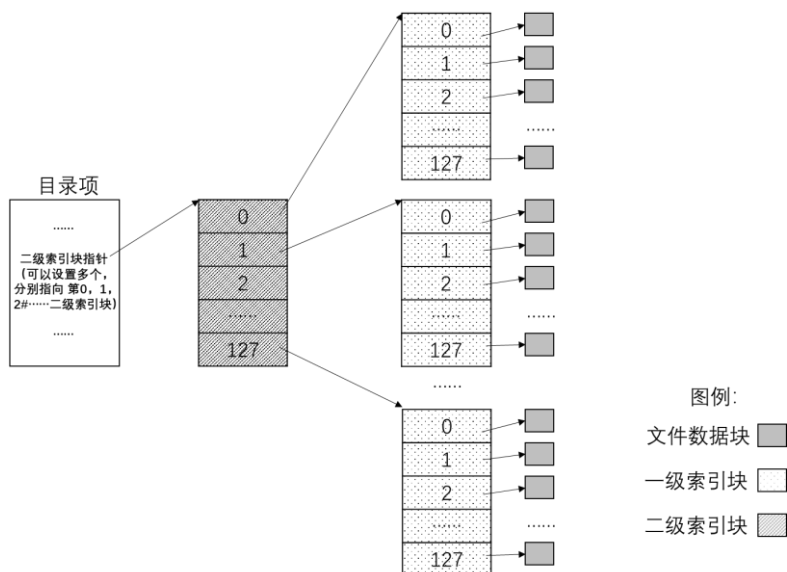 目录项
……
二级索引块指针
(可以设置多个，
分别指向 第0，1，
2#……二级索引块)
……
0
1
2
……
127
0
1
2
……
127
……
0
1
2
……
127
……
……
0
1
2
……
127
……
图例:
文件数据块
一级索引块
二级索引块